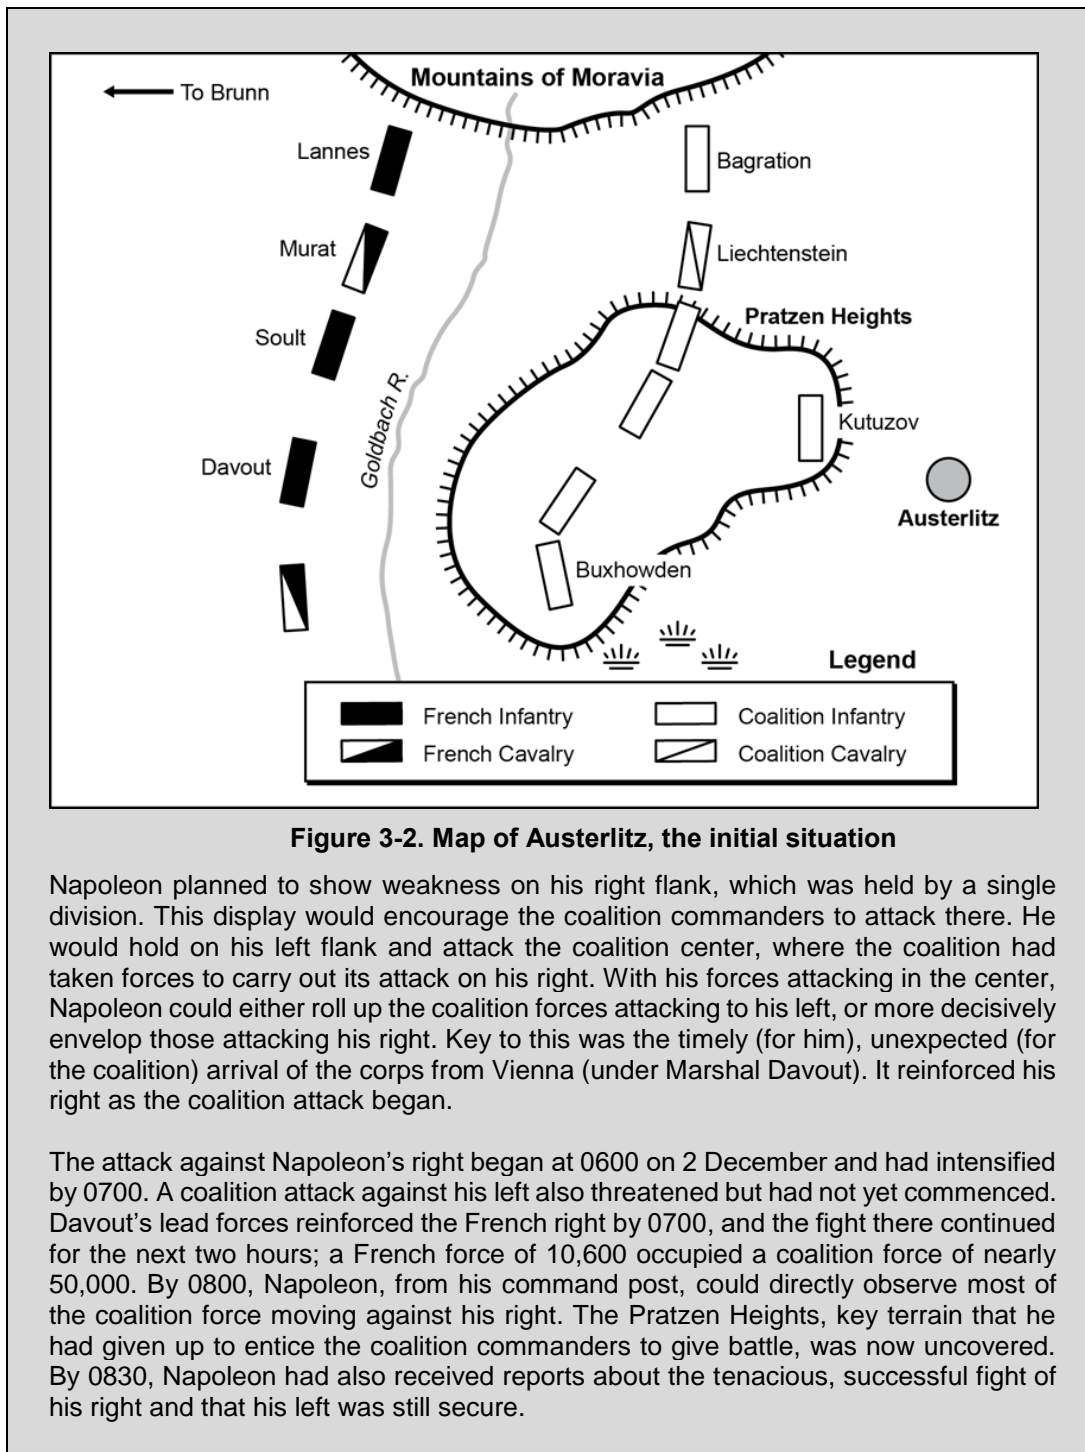 Mountains of Moravia
To Brunn
Lannes
Bagration
Murat
Liechtenstein
Pratzen Heights
Soult
Goldbach R.
Kutuzov
Davout
Austerlitz
Buxhowden
Legend
French Infantry
Coalition Infantry
French Cavalry
Coalition Cavalry
Figure 3-2. Map of Austerlitz, the initial situation
Napoleon planned to show weakness on his right flank, which was held by a single
division. This display would encourage the coalition commanders to attack there. He
would hold on his left flank and attack the coalition center, where the coalition had
taken forces to carry out its attack on his right. With his forces attacking in the center,
Napoleon could either roll up the coalition forces attacking to his left, or more decisively
envelop those attacking his right. Key to this was the timely (for him), unexpected (for
the coalition) arrival of the corps from Vienna (under Marshal Davout). It reinforced his
right as the coalition attack began.
The attack against Napoleon’s right began at 0600 on 2 December and had intensified
by 0700. A coalition attack against his left also threatened but had not yet commenced.
Davout’s lead forces reinforced the French right by 0700, and the fight there continued
for the next two hours; a French force of 10,600 occupied a coalition force of nearly
50,000. By 0800, Napoleon, from his command post, could directly observe most of
the coalition force moving against his right. The Pratzen Heights, key terrain that he
had given up to entice the coalition commanders to give battle, was now uncovered.
By 0830, Napoleon had also received reports about the tenacious, successful fight of
his right and that his left was still secure.